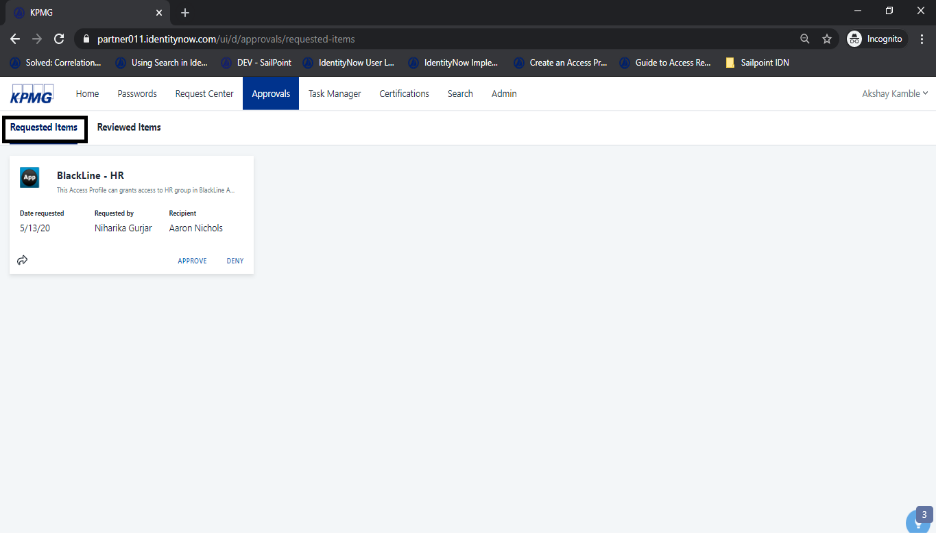 KPMG
partner011.identitynow.com/ui/d/approvals/requested-items
Incognito
Solved: Correlation... Using Search in Ide... DEV - SailPoint IdentityNow User L... IdentityNow Imple... Create an Access Pr... Guide to Access Re... Sailpoint IDN
KPMG Home Passwords Request Center Approvals Task Manager Certifications Search Admin Akshay Kamble
Requested Items Reviewed Items
App BlackLine - HR
This Access Profile can grants access to HR group in BlackLine A...
Date requested Requested by Recipient
5/13/20 Niharika Gurjar Aaron Nichols
APPROVE DENY
3